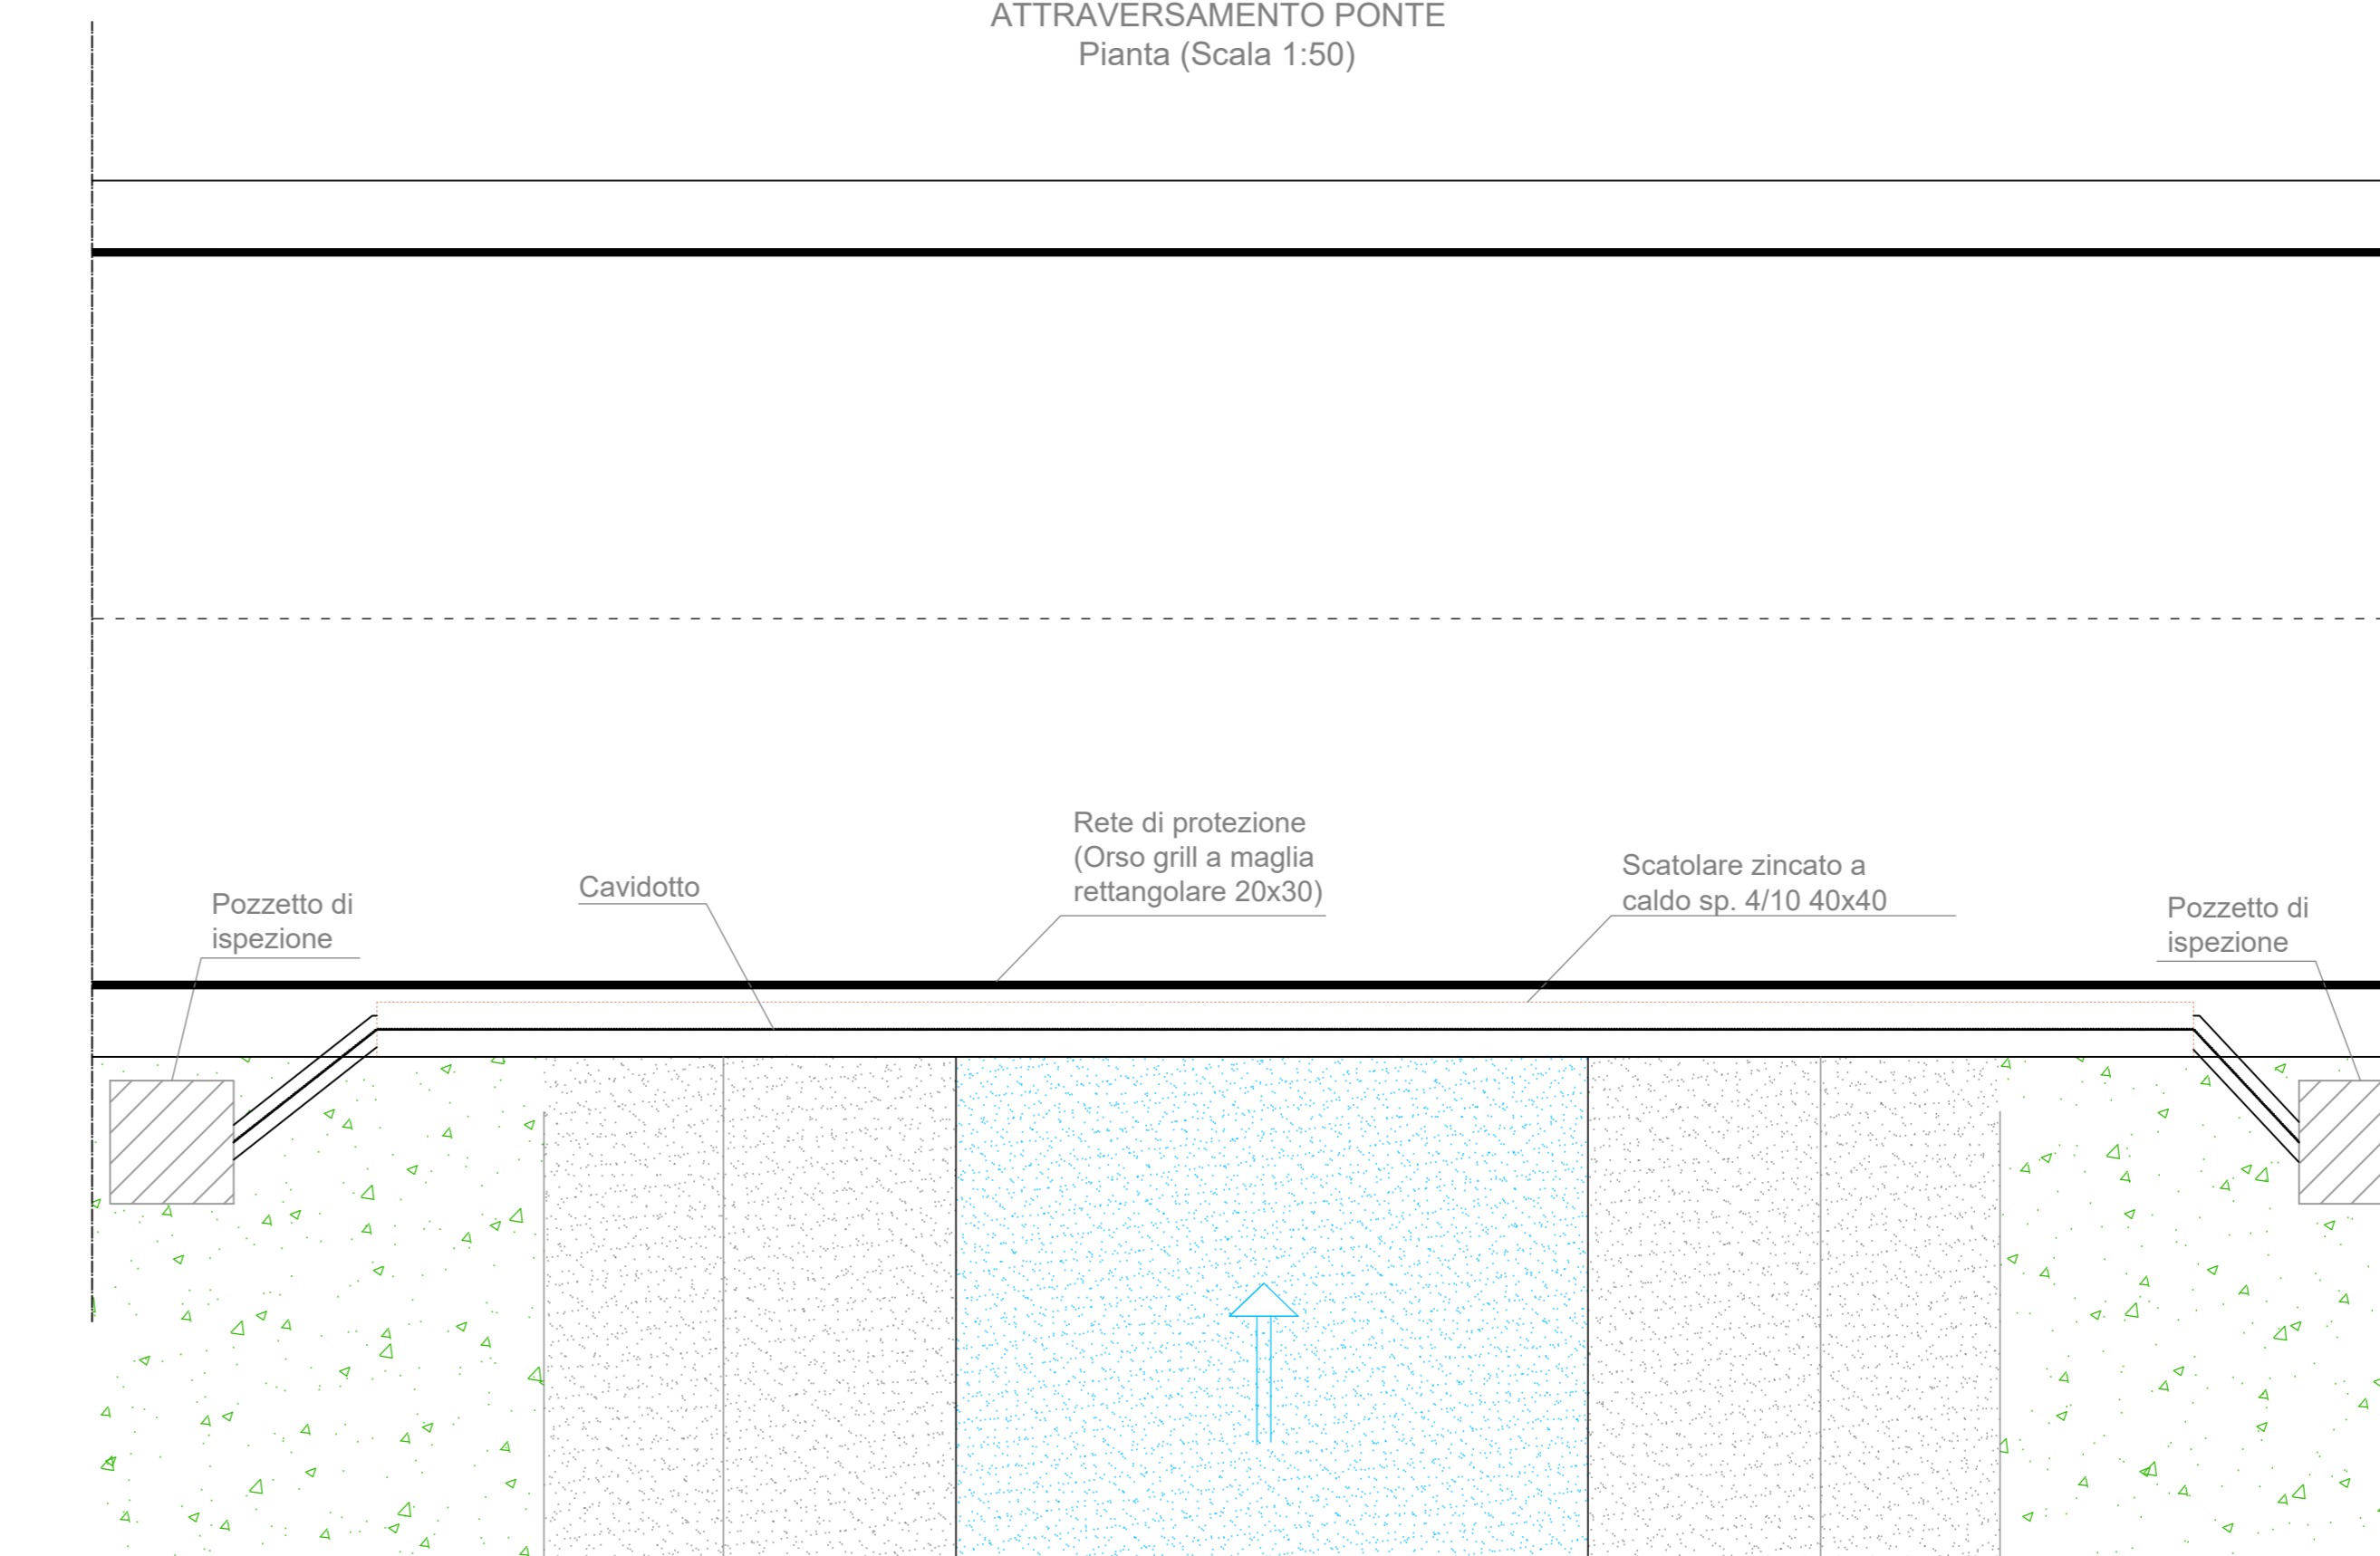 ATTRAVERSAMENTO PONTE
Pianta (Scala 1:50)
Rete di protezione
(Orso grill a maglia
rettangolare 20x30)
Scatolare zincato a
caldo sp. 4/10 40x40
Cavidotto
Pozzetto di
ispezione
Pozzetto di
ispezione